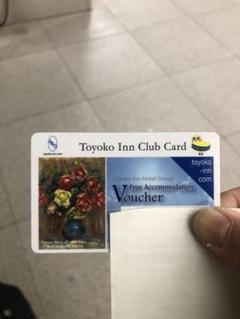 Toyoko Inn Club Card
toyoko
-inn
com
Toyoko-Inn Hotel Group
Free Accommodation
Voucher